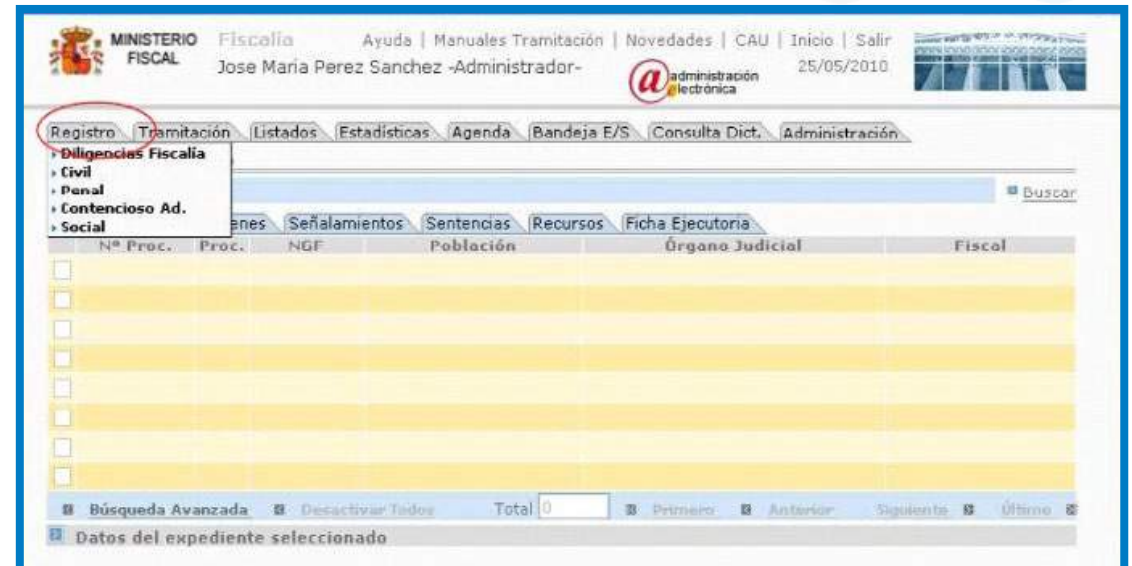 MINISTERIO FISCAL
Fiscalía
Ayuda | Manuales Tramitación | Novedades | CAU | Inicio | Salir
Jose Maria Perez Sanchez -Administrador-
administración electrónica
25/05/2010
Registro Tramitación Listados Estadísticas Agenda Bandeja E/S Consulta Dict. Administración
Diligencias Fiscalía
Civil
Penal
Buscar
Contencioso Ad.
Social
enes Señalamientos Sentencias Recursos Ficha Ejecutoria
Nº Proc. Proc. NGF Población Órgano Judicial Fiscal
Búsqueda Avanzada Desactivar Todos Total 0 Primero Anterior Siguiente Último
Datos del expediente seleccionado